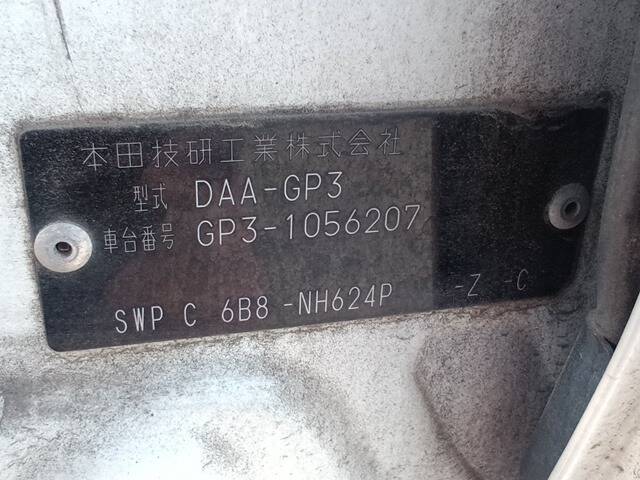 本田技研工業株式会社
型式 DAA-GP3
車台番号 GP3-1056207
SWP C 6B8 -NH624P -Z -C